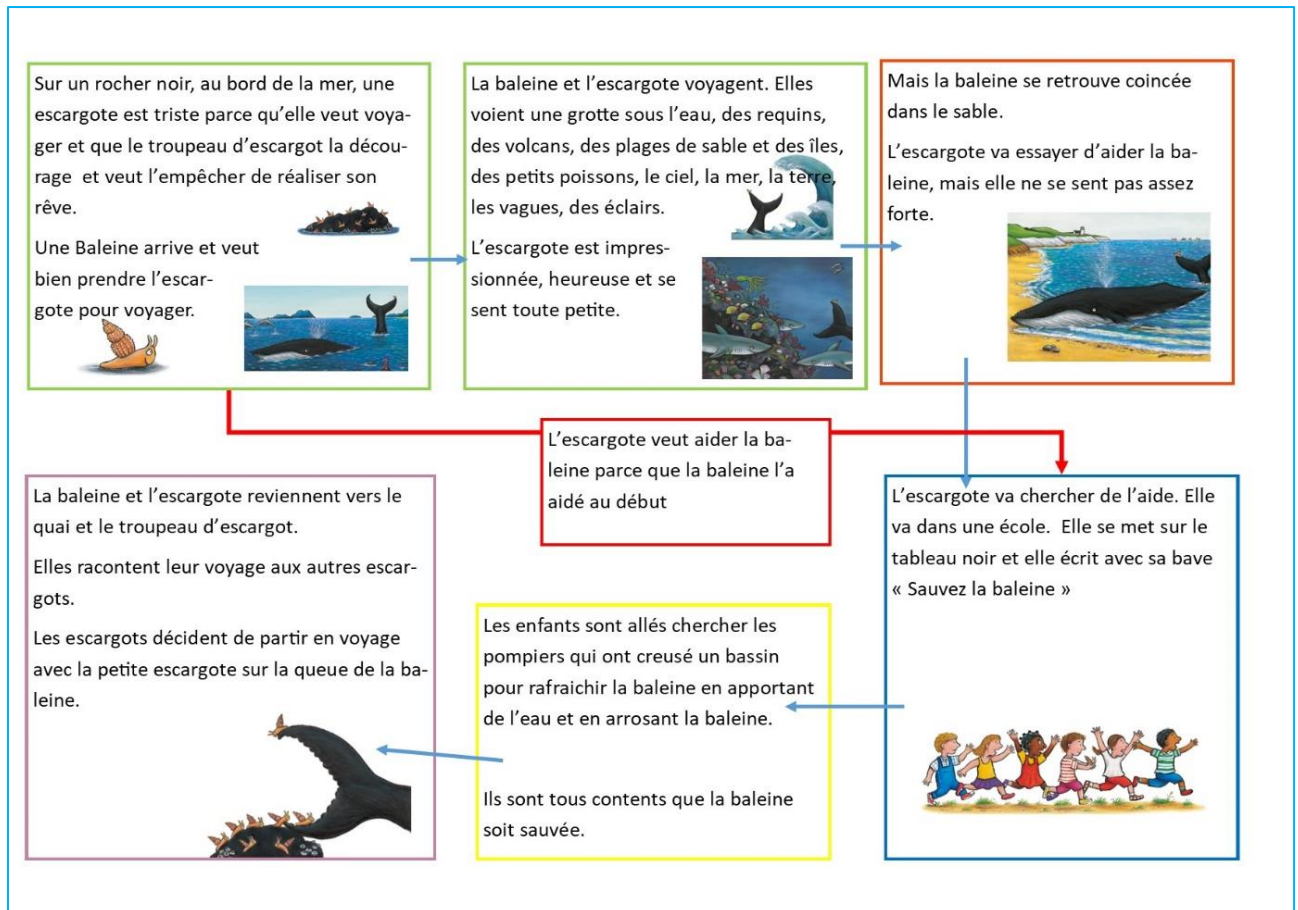 Sur un rocher noir, au bord de la mer, une
escargote est triste parce qu’elle veut voya-
ger et que le troupeau d’escargot la décou-
rage et veut l’empêcher de réaliser son
rêve.
Une Baleine arrive et veut
bien prendre l’escar-
gote pour voyager.
La baleine et l’escargote voyagent. Elles
voient une grotte sous l’eau, des requins,
des volcans, des plages de sable et des îles,
des petits poissons, le ciel, la mer, la terre,
les vagues, des éclairs.
L’escargote est impres-
sionnée, heureuse et se
sent toute petite.
Mais la baleine se retrouve coincée
dans le sable.
L’escargote va essayer d’aider la ba-
leine, mais elle ne se sent pas assez
forte.
L’escargote veut aider la ba-
leine parce que la baleine l’a
aidé au début
L’escargote va chercher de l’aide. Elle
va dans une école. Elle se met sur le
tableau noir et elle écrit avec sa bave
« Sauvez la baleine »
Les enfants sont allés chercher les
pompiers qui ont creusé un bassin
pour rafraichir la baleine en apportant
de l’eau et en arrosant la baleine.
Ils sont tous contents que la baleine
soit sauvée.
La baleine et l’escargote reviennent vers le
quai et le troupeau d’escargot.
Elles racontent leur voyage aux autres escar-
gots.
Les escargots décident de partir en voyage
avec la petite escargote sur la queue de la ba-
leine.